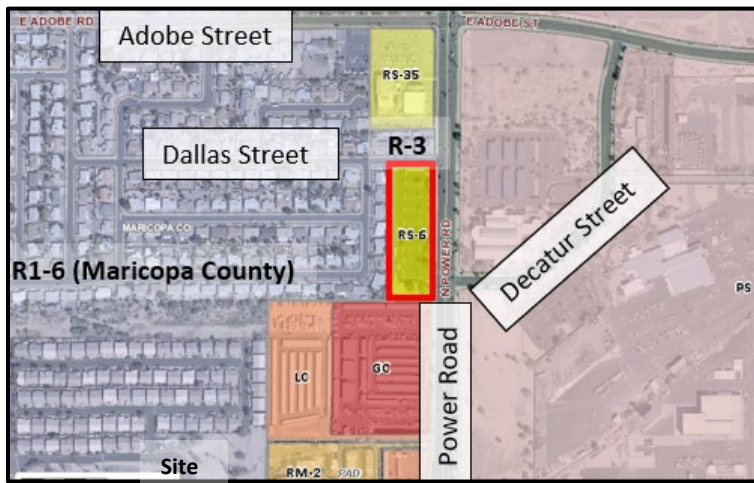 E ADOBE RD
Adobe Street
E ADOBE ST
RS-35
R-3
Dallas Street
MARICOPA CO
RS-6
N POWER RD
Decatur Street
R1-6 (Maricopa County)
PS
LC
GC
Power Road
Site
RM-2
PAD